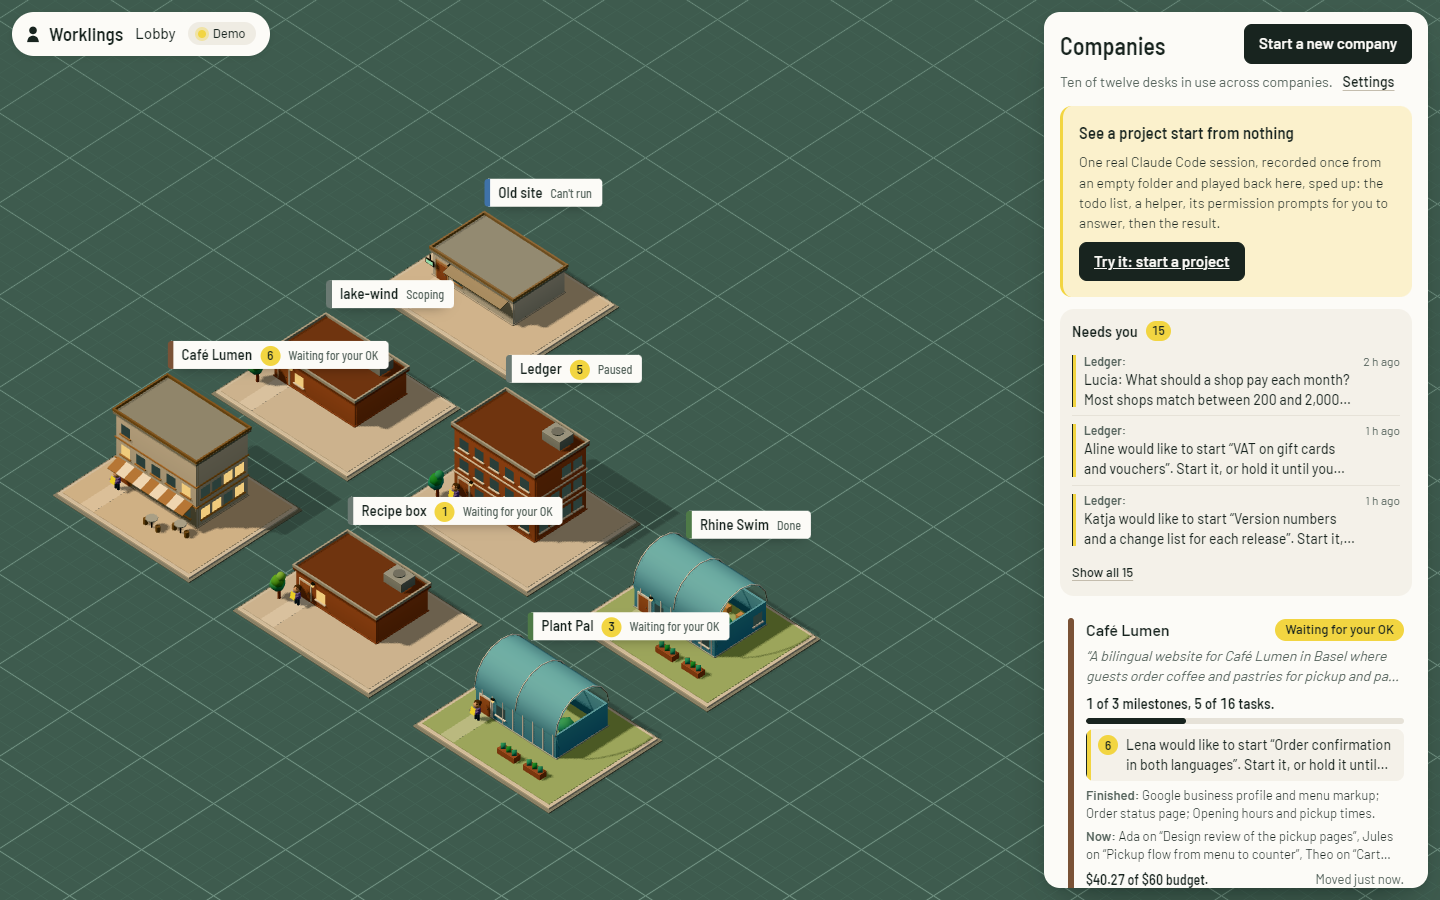 Worklings Lobby Demo
Old site Can't run
lake-wind Scoping
Café Lumen 6 Waiting for your OK
Ledger 5 Paused
Recipe box 1 Waiting for your OK
Rhine Swim Done
Plant Pal 3 Waiting for your OK
Companies
Start a new company
Ten of twelve desks in use across companies. Settings
See a project start from nothing
One real Claude Code session, recorded once from
an empty folder and played back here, sped up: the
todo list, a helper, its permission prompts for you to
answer, then the result.
Try it: start a project
Needs you 15
Ledger: 2 h ago
Lucia: What should a shop pay each month?
Most shops match between 200 and 2,000…
Ledger: 1 h ago
Aline would like to start “VAT on gift cards
and vouchers”. Start it, or hold it until you…
Ledger: 1 h ago
Katja would like to start “Version numbers
and a change list for each release”. Start it,…
Show all 15
Café Lumen Waiting for your OK
“A bilingual website for Café Lumen in Basel where
guests order coffee and pastries for pickup and pa…
1 of 3 milestones, 5 of 16 tasks.
6 Lena would like to start “Order confirmation
in both languages”. Start it, or hold it until…
Finished: Google business profile and menu markup;
Order status page; Opening hours and pickup times.
Now: Ada on “Design review of the pickup pages”, Jules
on “Pickup flow from menu to counter”, Theo on “Cart…
$40.27 of $60 budget. Moved just now.